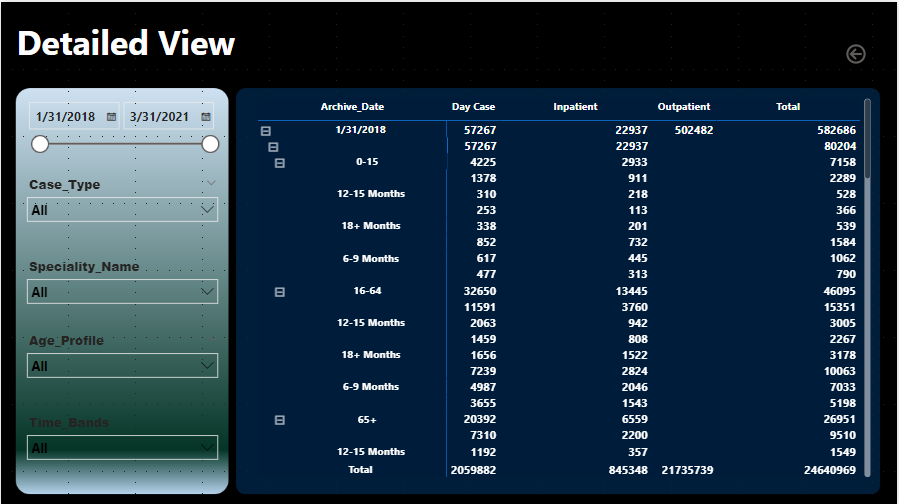 Detailed View
1/31/2018 3/31/2021
Case_Type
All
Speciality_Name
All
Age_Profile
All
Time_Bands
All
Archive_Date Day Case Inpatient Outpatient Total
1/31/2018 57267 22937 502482 582686
57267 22937 80204
0-15 4225 2933 7158
1378 911 2289
12-15 Months 310 218 528
253 113 366
18+ Months 338 201 539
852 732 1584
6-9 Months 617 445 1062
477 313 790
16-64 32650 13445 46095
11591 3760 15351
12-15 Months 2063 942 3005
1459 808 2267
18+ Months 1656 1522 3178
7239 2824 10063
6-9 Months 4987 2046 7033
3655 1543 5198
65+ 20392 6559 26951
7310 2200 9510
12-15 Months 1192 357 1549
Total 2059882 845348 21735739 24640969